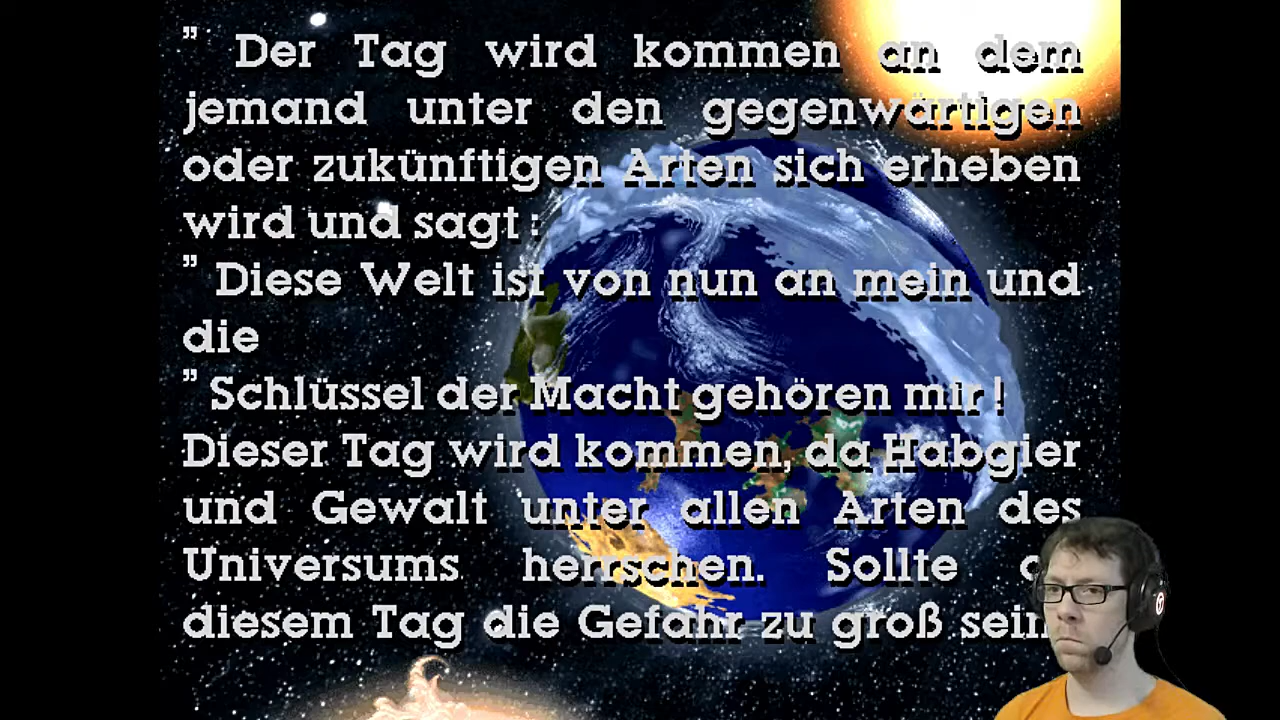 ” Der Tag wird kommen an dem
jemand unter den gegenwärtigen
oder zukünftigen Arten sich erheben
wird und sagt :
” Diese Welt ist von nun an mein und
die
” Schlüssel der Macht gehören mir !
Dieser Tag wird kommen, da Habgier
und Gewalt unter allen Arten des
Universums herrschen. Sollte
diesem Tag die Gefahr zu groß sein